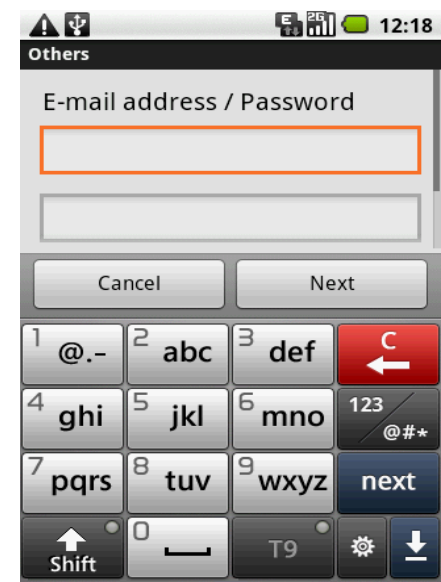 E 2G 12:18
Others
E-mail address / Password
Cancel Next
1 @.- 2 abc 3 def C
4 ghi 5 jkl 6 mno 123 / @#*
7 pqrs 8 tuv 9 wxyz next
Shift 0 T9